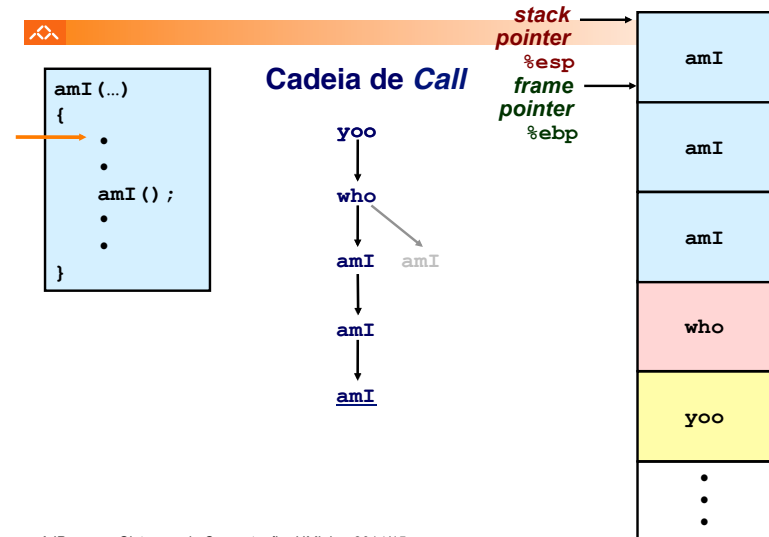 stack
pointer
%esp
frame
pointer
%ebp
Cadeia de Call
amI(…)
{
•
•
amI();
•
•
}
yoo
who
amI amI
amI
amI
amI
amI
amI
who
yoo
•
•
•